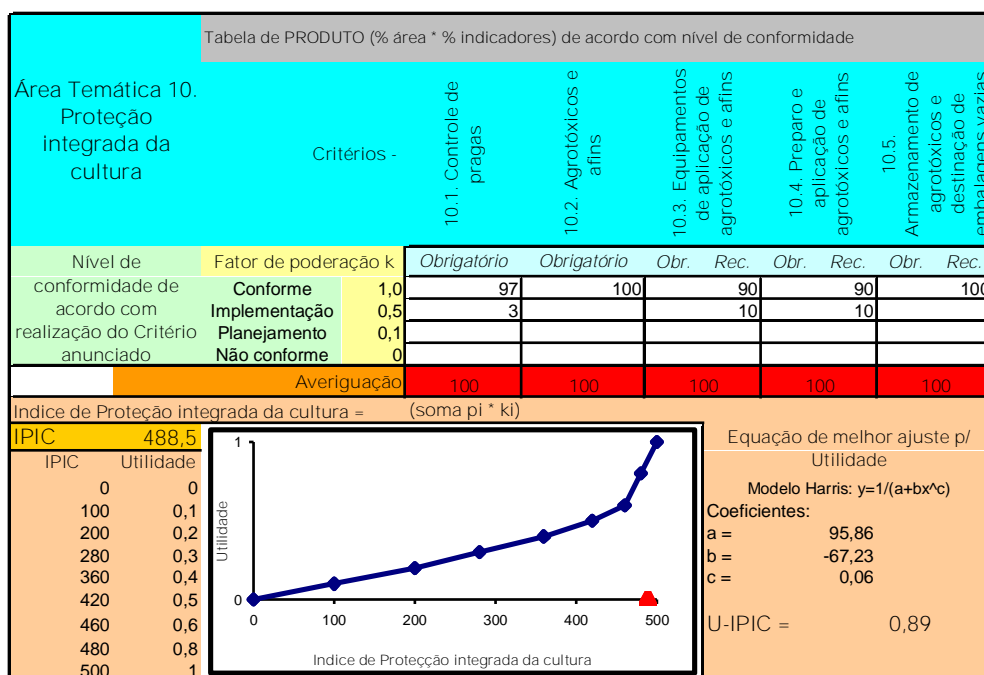 Tabela de PRODUTO (% área * % indicadores) de acordo com nível de conformidade
Área Temática 10.
Proteção
integrada da
cultura
Critérios -
10.1. Controle de
pragas
10.2. Agrotóxicos e
afins
10.3. Equipamentos
de aplicação de
agrotóxicos e afins
10.4. Preparo e
aplicação de
agrotóxicos e afins
10.5.
Armazenamento de
agrotóxicos e
destinação de
embalagens vazias
Nível de
conformidade de
acordo com
realização do Critério
anunciado
Fator de poderação k
Obrigatório Obrigatório Obr. Rec. Obr. Rec. Obr. Rec.
Conforme 1,0 97 100 90 90 100
Implementação 0,5 3 10 10
Planejamento 0,1
Não conforme 0
Averiguação 100 100 100 100 100
Indice de Proteção integrada da cultura = (soma pi * ki)
IPIC 488,5
IPIC Utilidade
0 0
100 0,1
200 0,2
280 0,3
360 0,4
420 0,5
460 0,6
480 0,8
500 1
Utilidade
1
0
0 100 200 300 400 500
Indice de Proteçção integrada da cultura
Equação de melhor ajuste p/
Utilidade
Modelo Harris: y=1/(a+bx^c)
Coeficientes:
a = 95,86
b = -67,23
c = 0,06
U-IPIC = 0,89